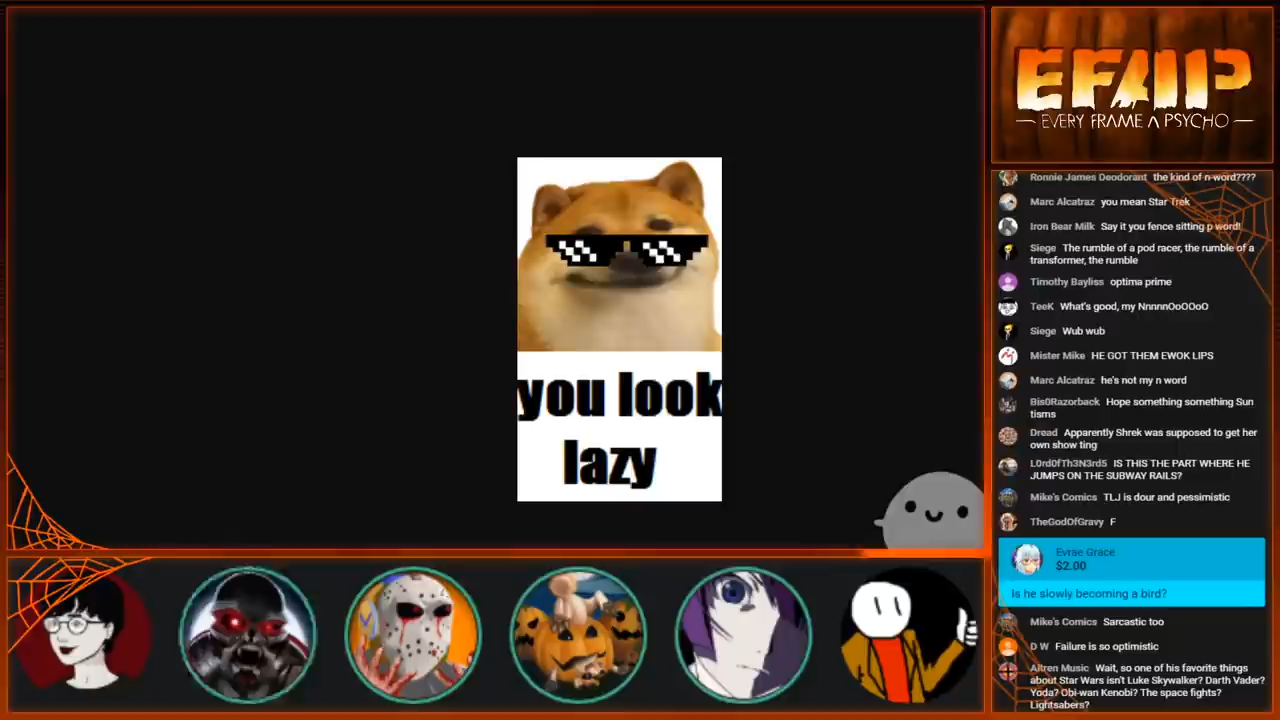 EFAP
EVERY FRAME A PSYCHO
you look
lazy
Ronnie James Deodorant the kind of n-word????
Marc Alcatraz you mean Star Trek
Iron Bear Milk Say it you fence sitting p word!
Siege The rumble of a pod racer, the rumble of a
transformer, the rumble
Timothy Bayliss optima prime
TeeK What's good, my NnnnnOoOOoO
Siege Wub wub
Mister Mike HE GOT THEM EWOK LIPS
Marc Alcatraz he's not my n word
Bis0Razorback Hope something something Sun
tisms
Dread Apparently Shrek was supposed to get her
own show ting
L0rd0fTh3N3rd5 IS THIS THE PART WHERE HE
JUMPS ON THE SUBWAY RAILS?
Mike's Comics TLJ is dour and pessimistic
TheGodOfGravy F
Evrae Grace
$2.00
Is he slowly becoming a bird?
Mike's Comics Sarcastic too
D W Failure is so optimistic
Altren Music Wait, so one of his favorite things
about Star Wars isn't Luke Skywalker? Darth Vader?
Yoda? Obi-wan Kenobi? The space fights?
Lightsabers?